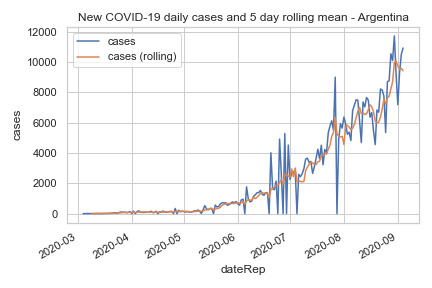 New COVID-19 daily cases and 5 day rolling mean - Argentina
cases
cases (rolling)
12000
10000
8000
6000
4000
2000
0
cases
2020-03
2020-04
2020-05
2020-06
2020-07
2020-08
2020-09
dateRep